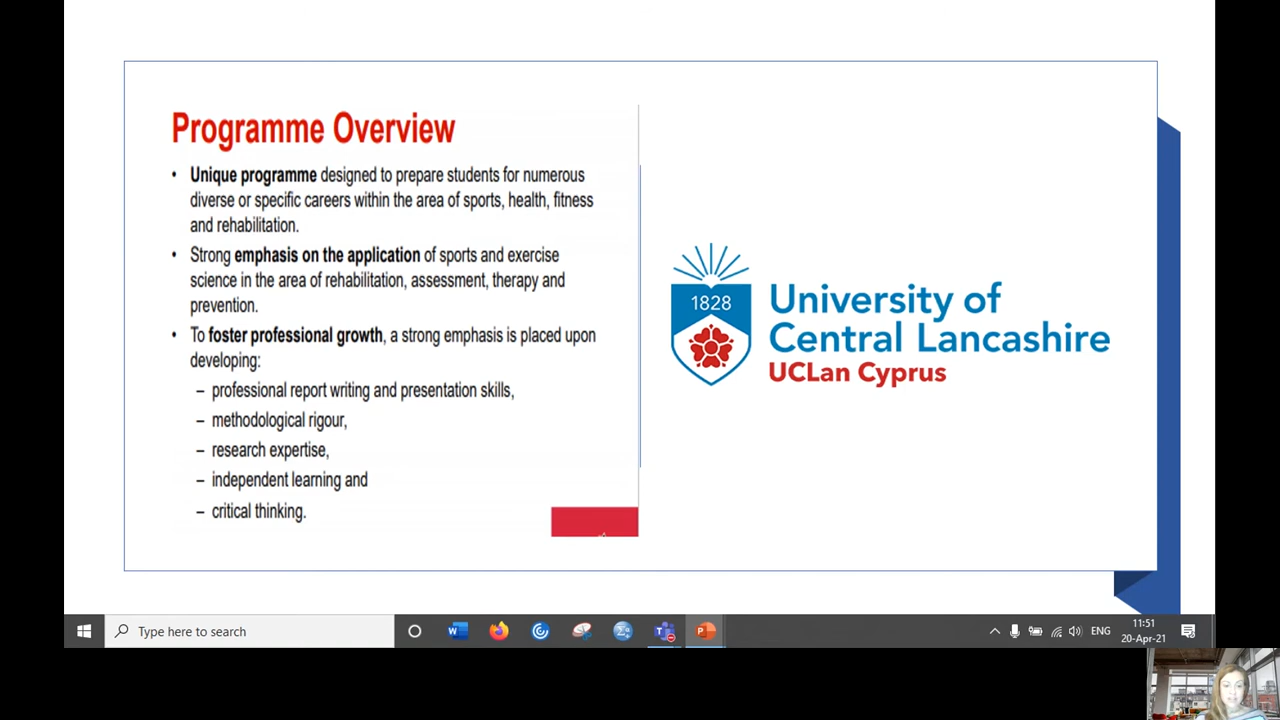 Programme Overview
• Unique programme designed to prepare students for numerous
diverse or specific careers within the area of sports, health, fitness
and rehabilitation.
• Strong emphasis on the application of sports and exercise
science in the area of rehabilitation, assessment, therapy and
prevention.
• To foster professional growth, a strong emphasis is placed upon
developing:
– professional report writing and presentation skills,
– methodological rigour,
– research expertise,
– independent learning and
– critical thinking.
1828
University of
Central Lancashire
UCLan Cyprus
Type here to search
ENG
11:51
20-Apr-21